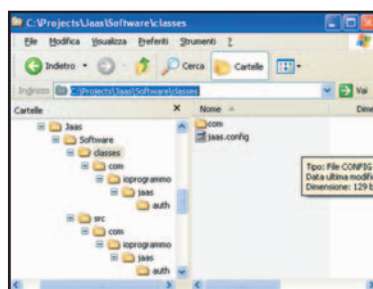 C:\Projects\Jaas\Software\classes
File Modifica Visualizza Preferiti Strumenti ?
Indietro Cerca Cartelle
Indirizzo C:\Projects\Jaas\Software\classes Vai
Cartelle x Nome Dime
Jaas
Software
classes
com
ioprogrammo
jaas
auth
src
com
ioprogrammo
jaas
auth
com
jaas.config
Tipo: File CONFIG
Data ultima modifi
Dimensione: 129 b